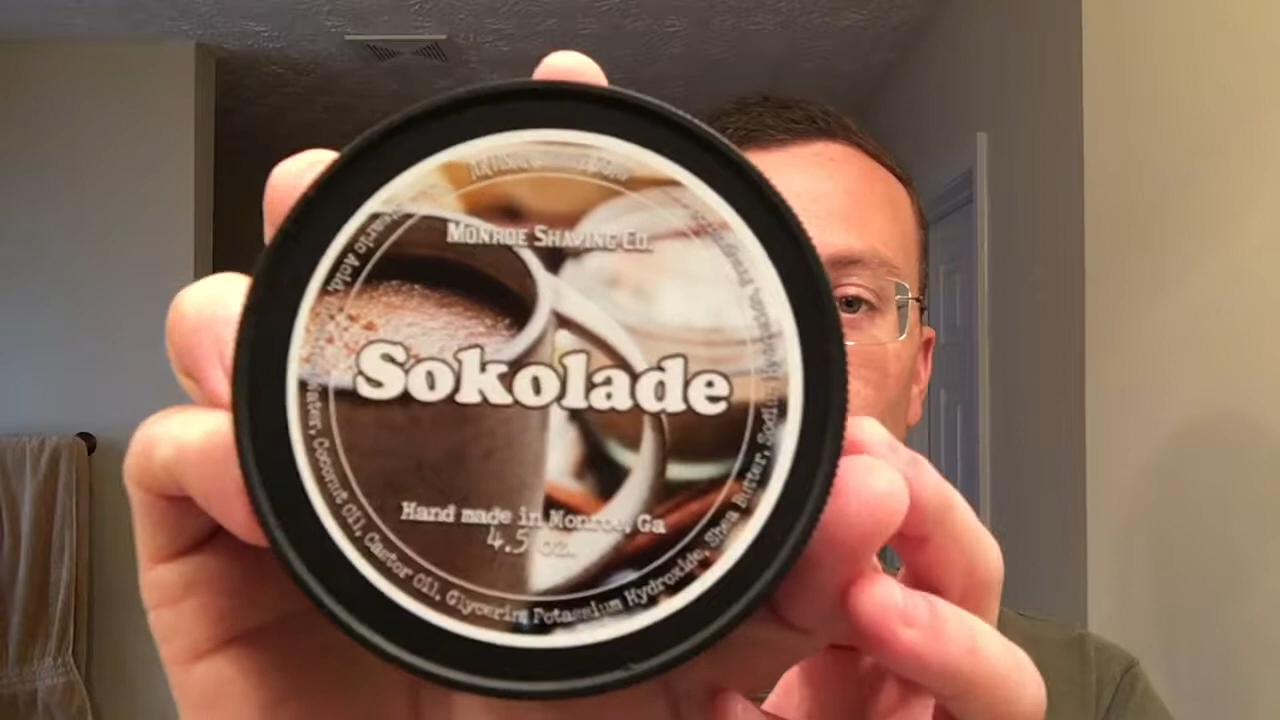 Monroe Shaving Co.
Sokolade
Hand made in Monroe, Ga
4.5 oz.
Water, Coconut Oil, Castor Oil, Glycerin, Potassium Hydroxide, Shea Butter,